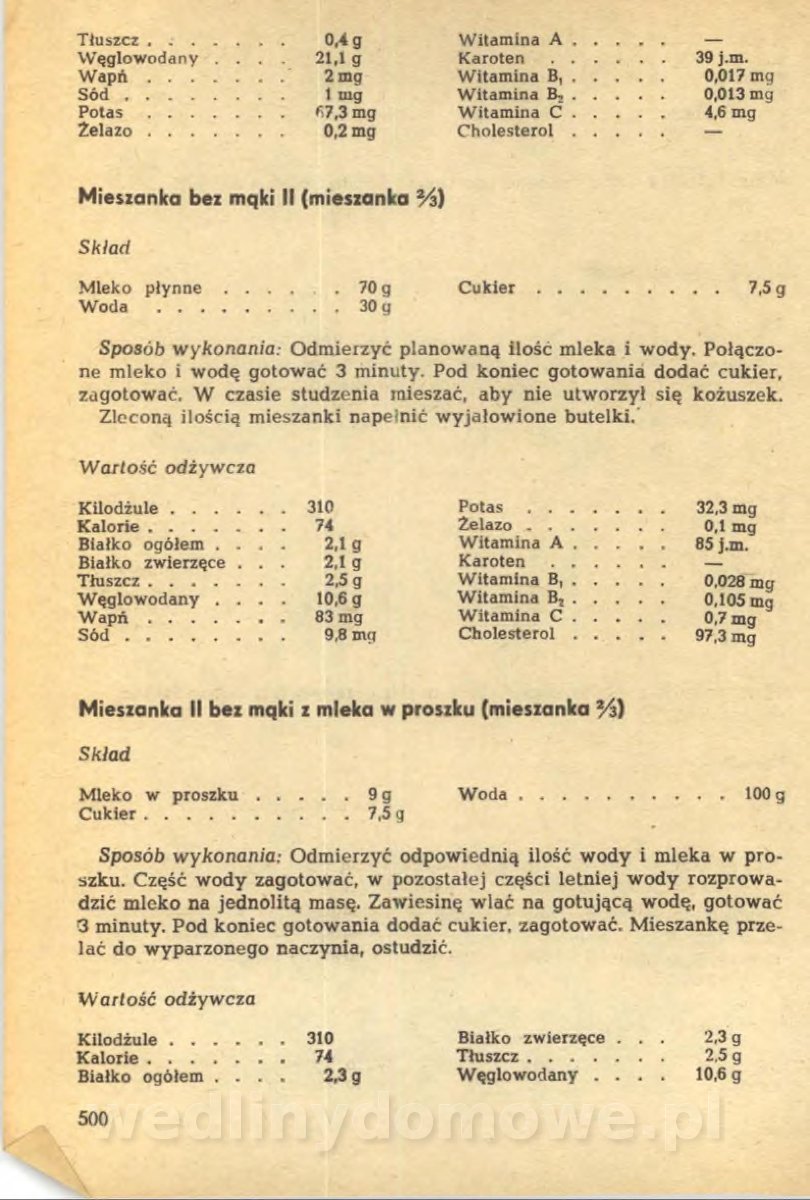 Tłuszcz . . . . . . . 0,4 g
Węglowodany . . . . 21,1 g
Wapń . . . . . . . 2 mg
Sód . . . . . . . . 1 mg
Potas . . . . . . . 67,3 mg
Żelazo . . . . . . . 0,2 mg
Witamina A . . . . . —
Karoten . . . . . . 39 j.m.
Witamina B₁ . . . . . 0,017 mg
Witamina B₂ . . . . . 0,013 mg
Witamina C . . . . . 4,6 mg
Cholesterol . . . . . —
Mieszanka bez mąki II (mieszanka ⅔)
Skład
Mleko płynne . . . . . . 70 g
Woda . . . . . . . . . 30 g
Cukier . . . . . . . . . 7,5 g
Sposób wykonania: Odmierzyć planowaną ilość mleka i wody. Połączo-
ne mleko i wodę gotować 3 minuty. Pod koniec gotowania dodać cukier,
zagotować. W czasie studzenia mieszać, aby nie utworzył się kożuszek.
Zleconą ilością mieszanki napełnić wyjałowione butelki.
Wartość odżywcza
Kilodżule . . . . . . 310
Kalorie . . . . . . . 74
Białko ogółem . . . . 2,1 g
Białko zwierzęce . . . 2,1 g
Tłuszcz . . . . . . . 2,5 g
Węglowodany . . . . 10,6 g
Wapń . . . . . . . 83 mg
Sód . . . . . . . . 9,8 mg
Potas . . . . . . . 32,3 mg
Żelazo . . . . . . . 0,1 mg
Witamina A . . . . . 85 j.m.
Karoten . . . . . . —
Witamina B₁ . . . . . 0,028 mg
Witamina B₂ . . . . . 0,105 mg
Witamina C . . . . . 0,7 mg
Cholesterol . . . . . 97,3 mg
Mieszanka II bez mąki z mleka w proszku (mieszanka ⅔)
Skład
Mleko w proszku . . . . . 9 g
Cukier . . . . . . . . . . 7,5 g
Woda . . . . . . . . . . 100 g
Sposób wykonania: Odmierzyć odpowiednią ilość wody i mleka w pro-
szku. Część wody zagotować, w pozostałej części letniej wody rozprowa-
dzić mleko na jednolitą masę. Zawiesinę wlać na gotującą wodę, gotować
3 minuty. Pod koniec gotowania dodać cukier, zagotować. Mieszankę prze-
lać do wyparzonego naczynia, ostudzić.
Wartość odżywcza
Kilodżule . . . . . . 310
Kalorie . . . . . . . 74
Białko ogółem . . . . 2,3 g
Białko zwierzęce . . . 2,3 g
Tłuszcz . . . . . . . 2,5 g
Węglowodany . . . . 10,6 g
500
wedlinydomowe.pl